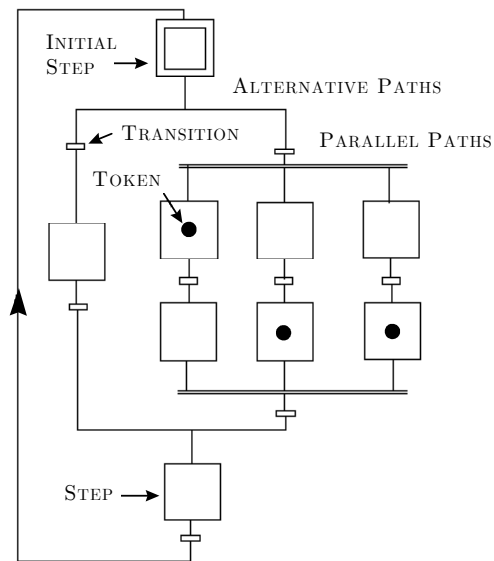 INITIAL
STEP
ALTERNATIVE PATHS
TRANSITION
PARALLEL PATHS
TOKEN
STEP